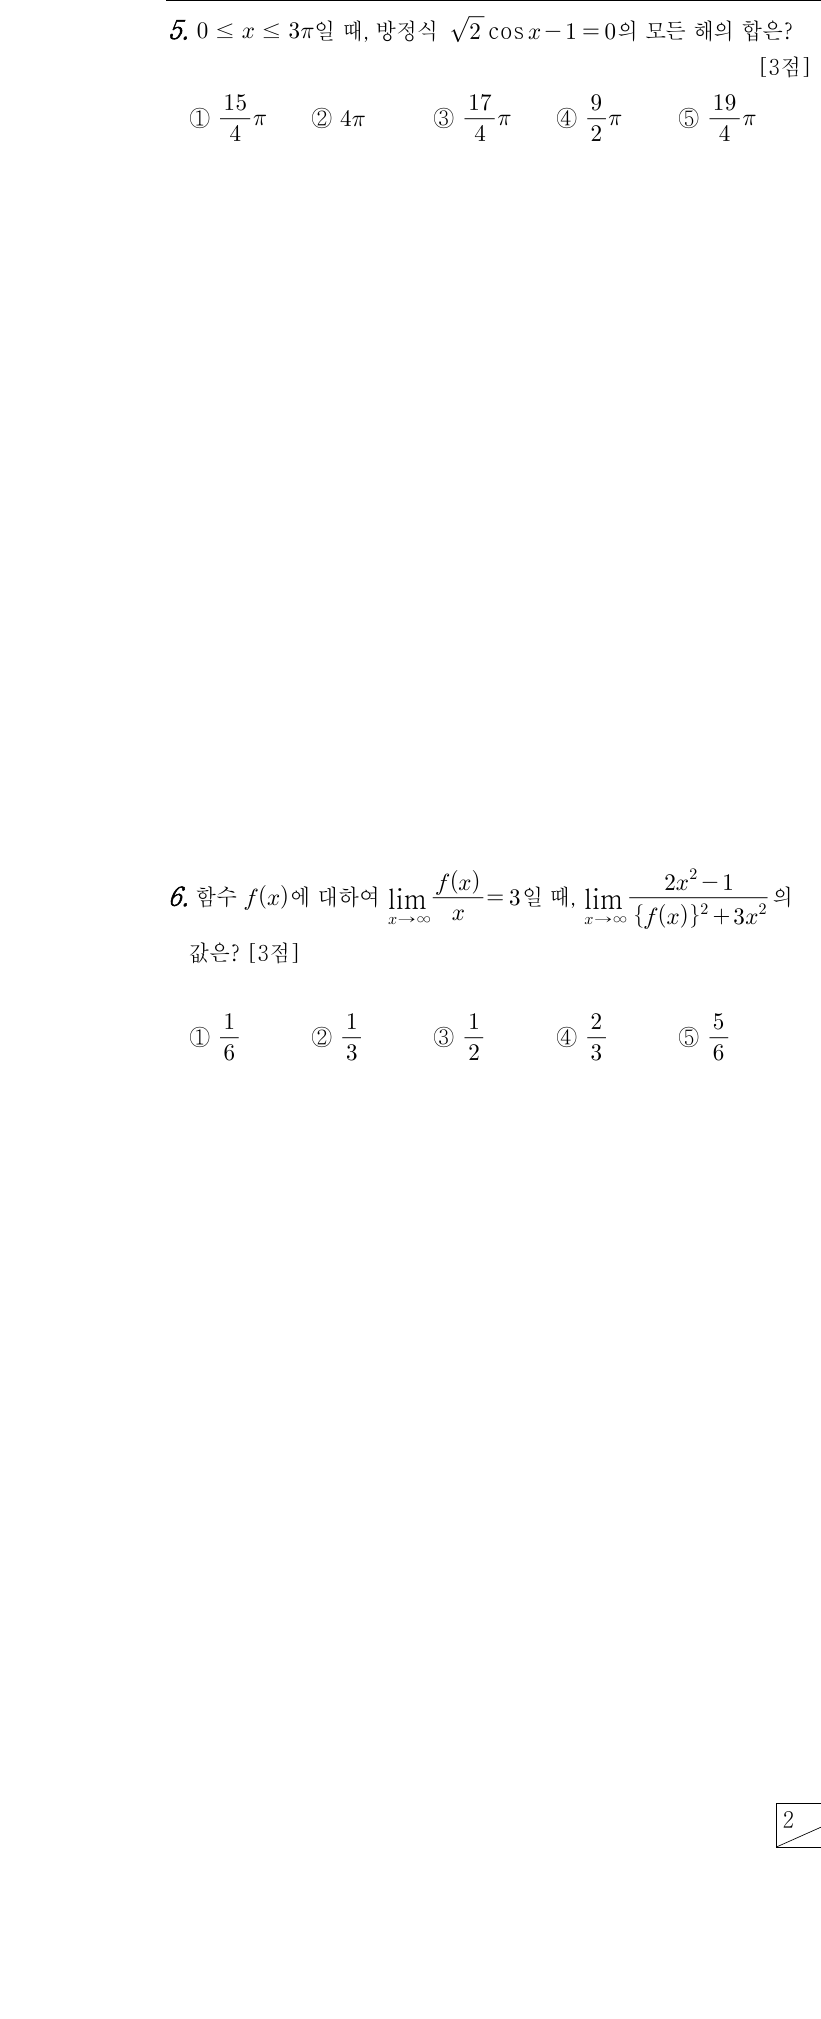 5. 0 ≤ x ≤ 3π일 때, 방정식 √2 cos x − 1 = 0의 모든 해의 합은?
[3점]
① 15/4 π ② 4π ③ 17/4 π ④ 9/2 π ⑤ 19/4 π
6. 함수 f(x)에 대하여 lim_{x→∞} f(x)/x = 3일 때, lim_{x→∞} (2x² − 1)/({f(x)}² + 3x²) 의
값은? [3점]
① 1/6 ② 1/3 ③ 1/2 ④ 2/3 ⑤ 5/6
2